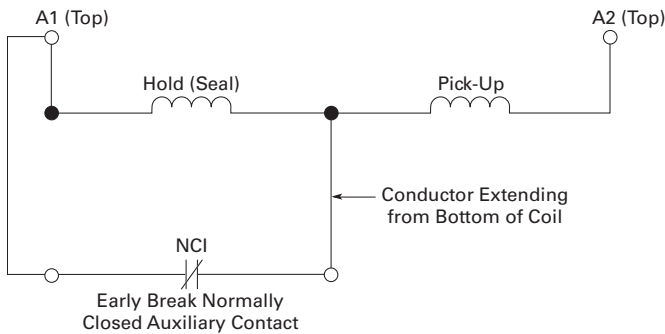 A1 (Top)
A2 (Top)
Hold (Seal)
Pick-Up
Conductor Extending
from Bottom of Coil
NCI
Early Break Normally
Closed Auxiliary Contact